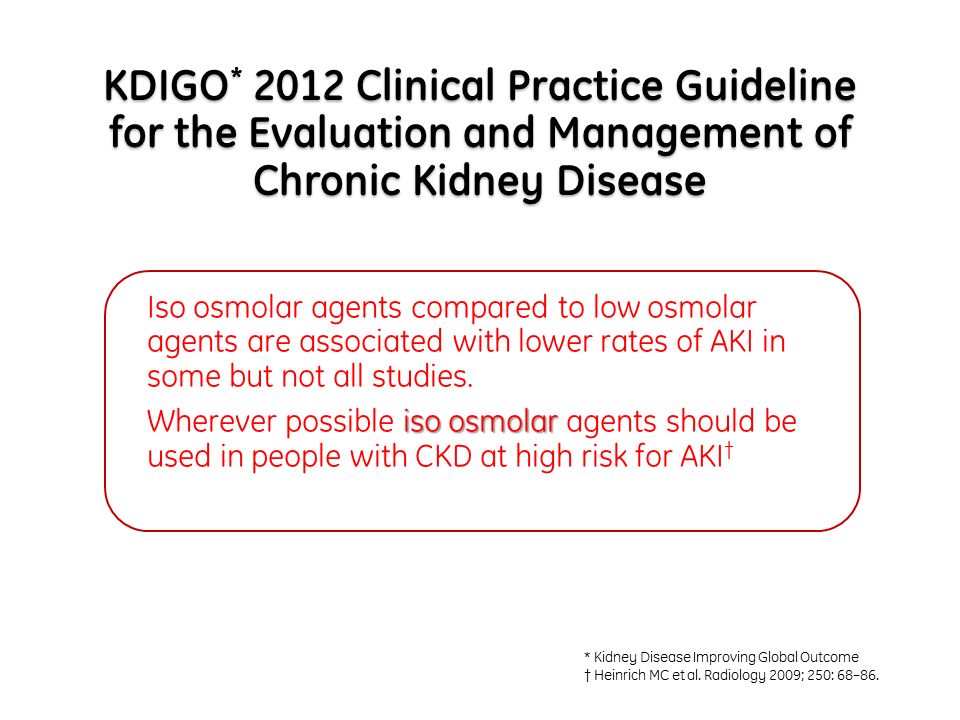 KDIGO* 2012 Clinical Practice Guideline
for the Evaluation and Management of
Chronic Kidney Disease
Iso osmolar agents compared to low osmolar
agents are associated with lower rates of AKI in
some but not all studies.
Wherever possible iso osmolar agents should be
used in people with CKD at high risk for AKI†
* Kidney Disease Improving Global Outcome
† Heinrich MC et al. Radiology 2009; 250: 68–86.